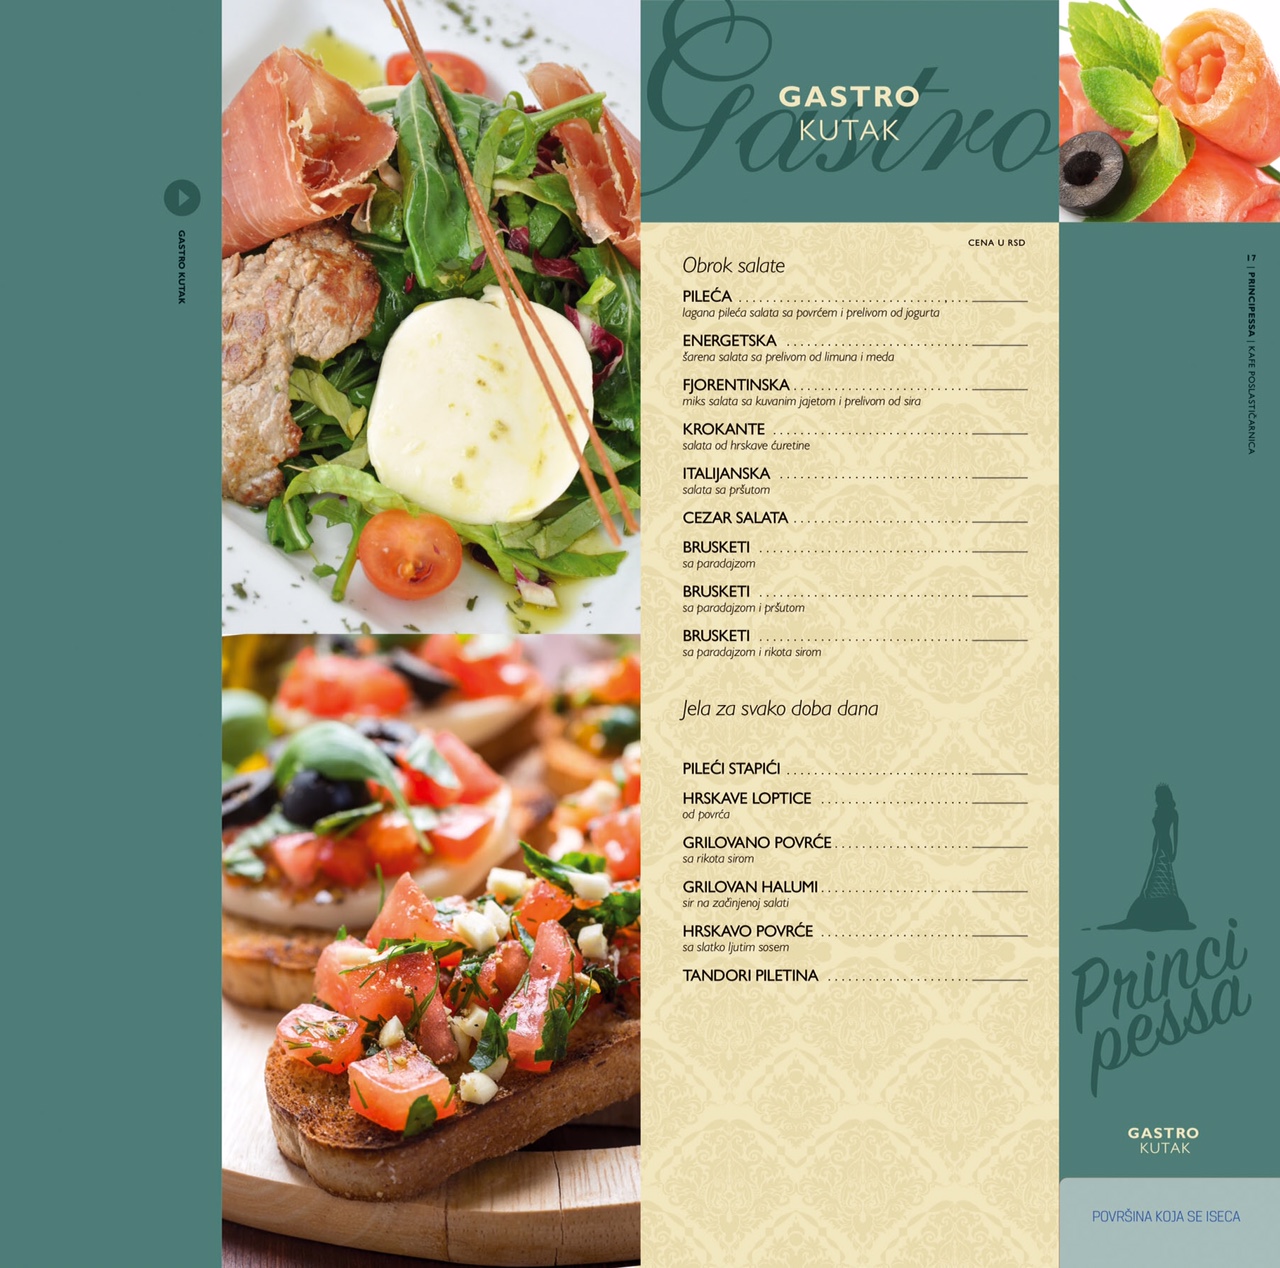 GASTRO KUTAK
Gastro
GASTRO
KUTAK
CENA U RSD
Obrok salate
PILEĆA
lagana pileća salata sa povrćem i prelivom od jogurta
ENERGETSKA
šarena salata sa prelivom od limuna i meda
FJORENTINSKA
miks salata sa kuvanim jajetom i prelivom od sira
KROKANTE
salata od hrskave ćuretine
ITALIJANSKA
salata sa pršutom
CEZAR SALATA
BRUSKETI
sa paradajzom
BRUSKETI
sa paradajzom i pršutom
BRUSKETI
sa paradajzom i rikota sirom
Jela za svako doba dana
PILEĆI STAPIĆI
HRSKAVE LOPTICE
od povrća
GRILOVANO POVRĆE
sa rikota sirom
GRILOVAN HALUMI
sir na začinjenoj salati
HRSKAVO POVRĆE
sa slatko ljutim sosem
TANDORI PILETINA
17 | PRINCIPESSA | KAFE POSLASTIČARNICA
Princi
pessa
GASTRO
KUTAK
POVRŠINA KOJA SE ISECA